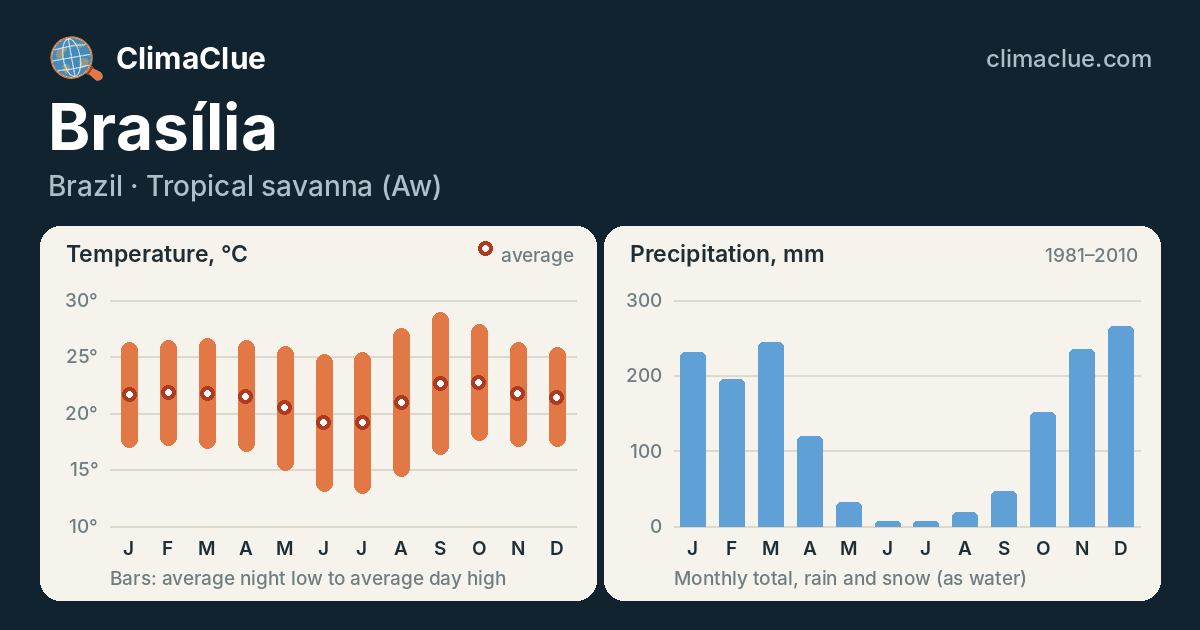 ClimaClue
climaclue.com
Brasília
Brazil · Tropical savanna (Aw)
Temperature, °C
average
30°
25°
20°
15°
10°
J F M A M J J A S O N D
Bars: average night low to average day high
Precipitation, mm
1981–2010
300
200
100
0
J F M A M J J A S O N D
Monthly total, rain and snow (as water)